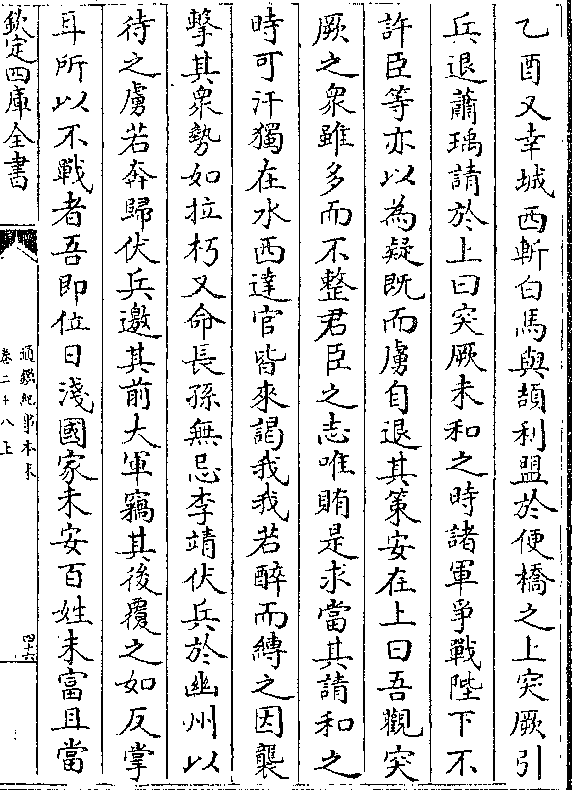 乙酉又幸城西斬白馬與頡利盟於便橋之上突厥引
兵退蕭瑀請於上曰突厥未和之時諸軍爭戰陛下不
許臣等亦以為疑既而虜自退其策安在上曰吾觀突
厥之衆雖多而不整君臣之志唯賄是求當其請和之
時可汗獨在水西達官皆來謁我我若醉而縛之因襲
擊其衆勢如拉朽又命長孫無忌李靖伏兵於幽州以
待之虜若奔歸伏兵邀其前大軍竊其後覆之如反掌
耳所以不戰者吾即位日淺國家未安百姓未富且當
欽定四庫全書
通鑑紀事本末
卷二十八上
四十六